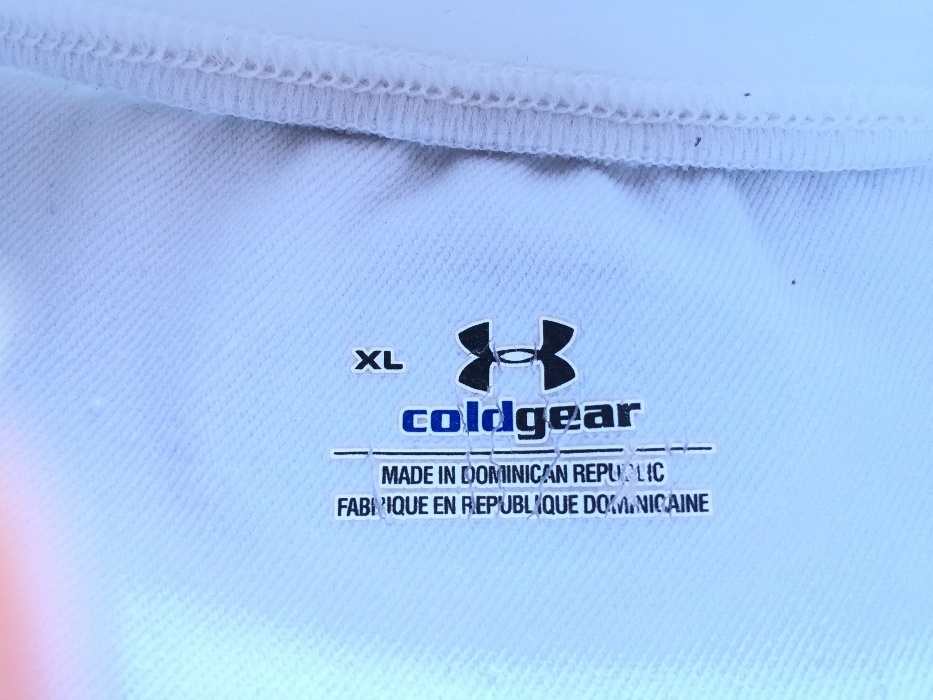 XL
coldgear
MADE IN DOMINICAN REPUBLIC
FABRIQUE EN REPUBLIQUE DOMINICAINE